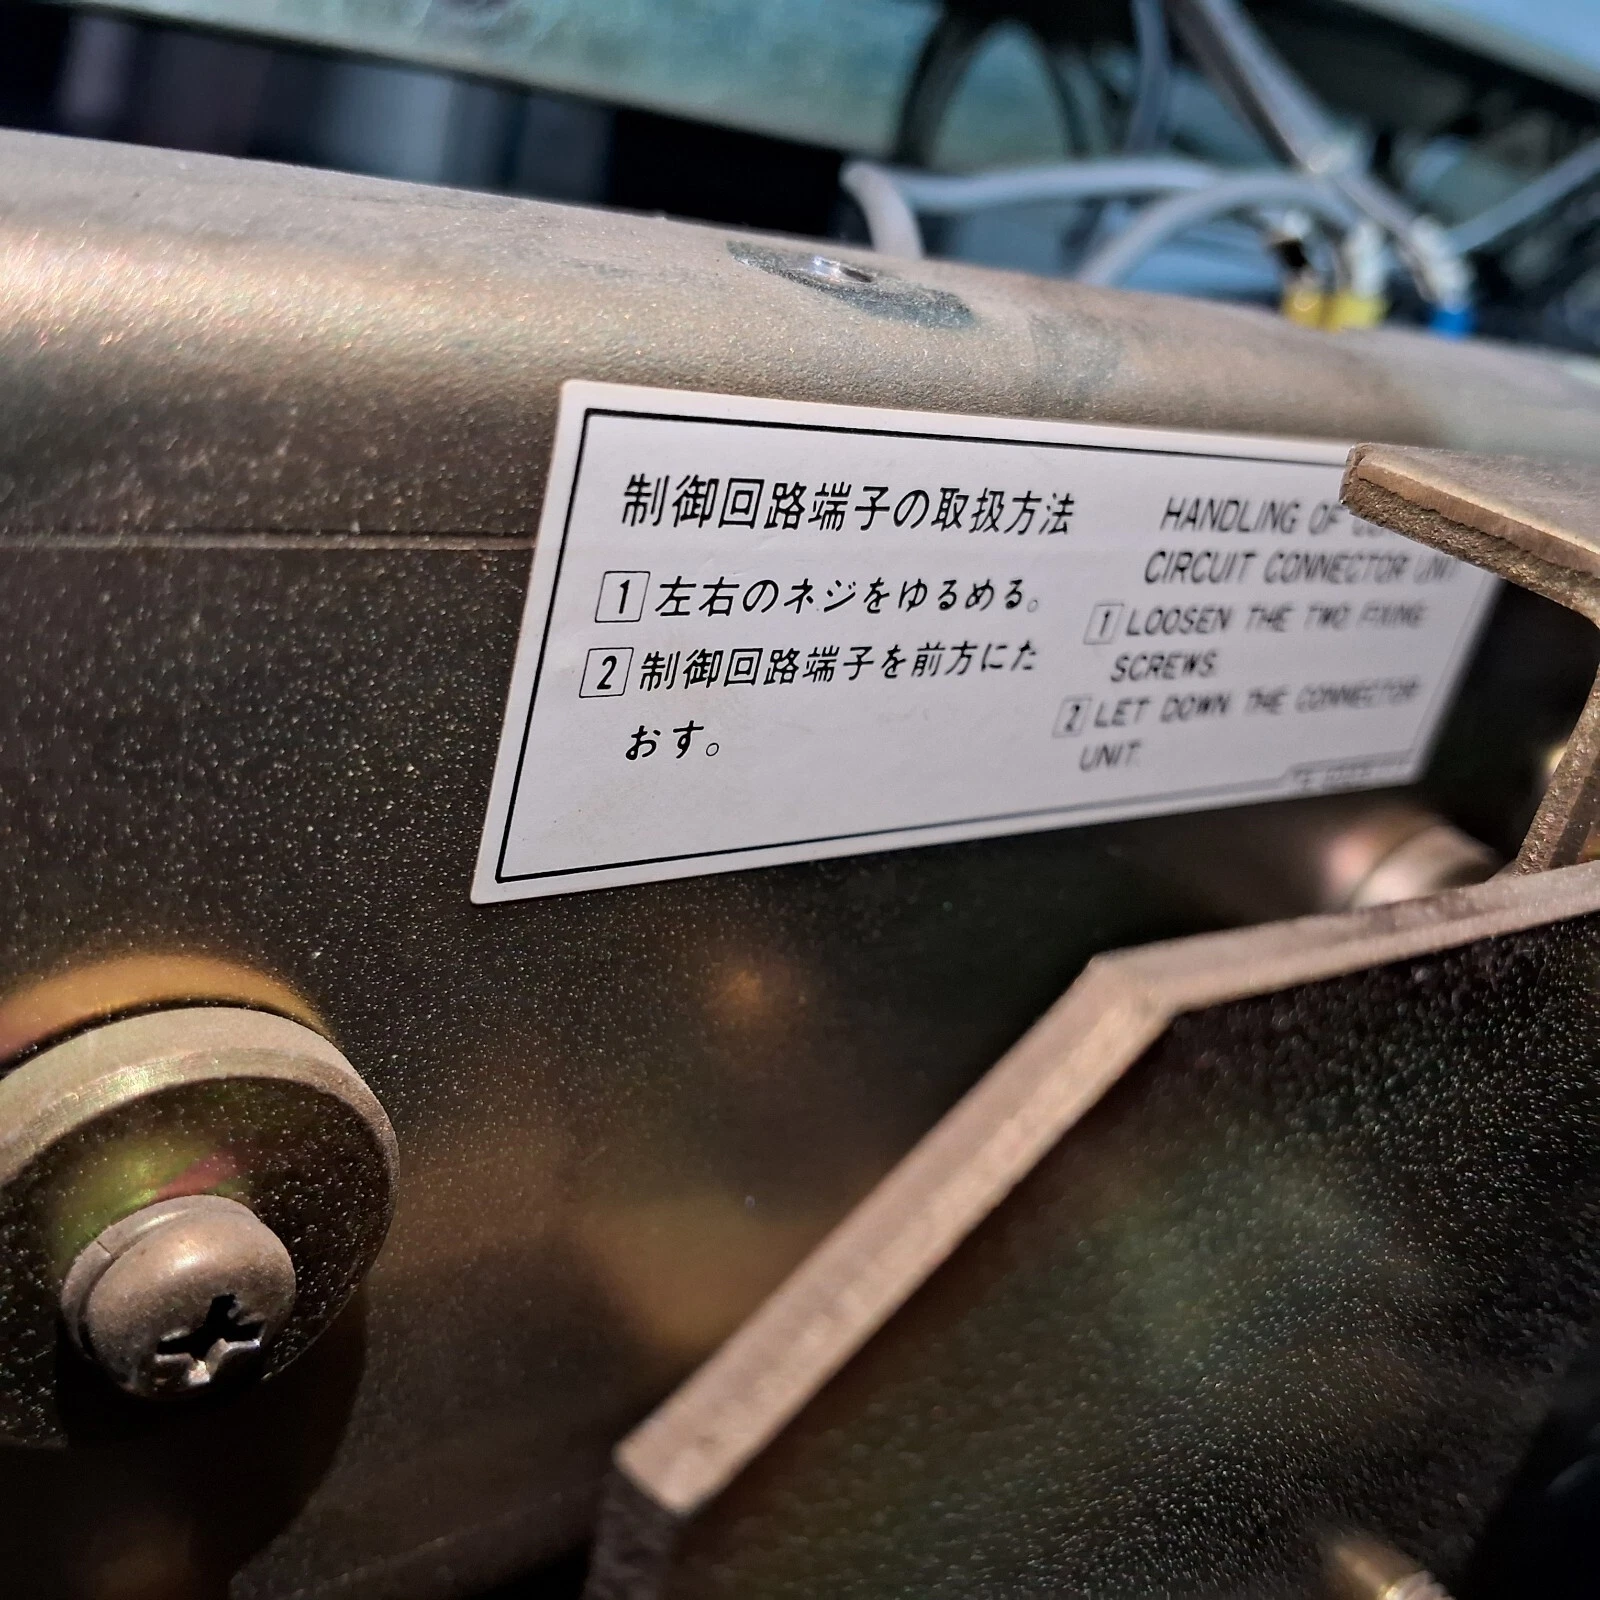 制御回路端子の取扱方法
1 左右のネジをゆるめる。
2 制御回路端子を前方にた
おす。
HANDLING OF
CIRCUIT CONNECTOR UNIT
1 LOOSEN THE TWO FIXING
SCREWS.
2 LET DOWN THE CONNECTOR
UNIT.